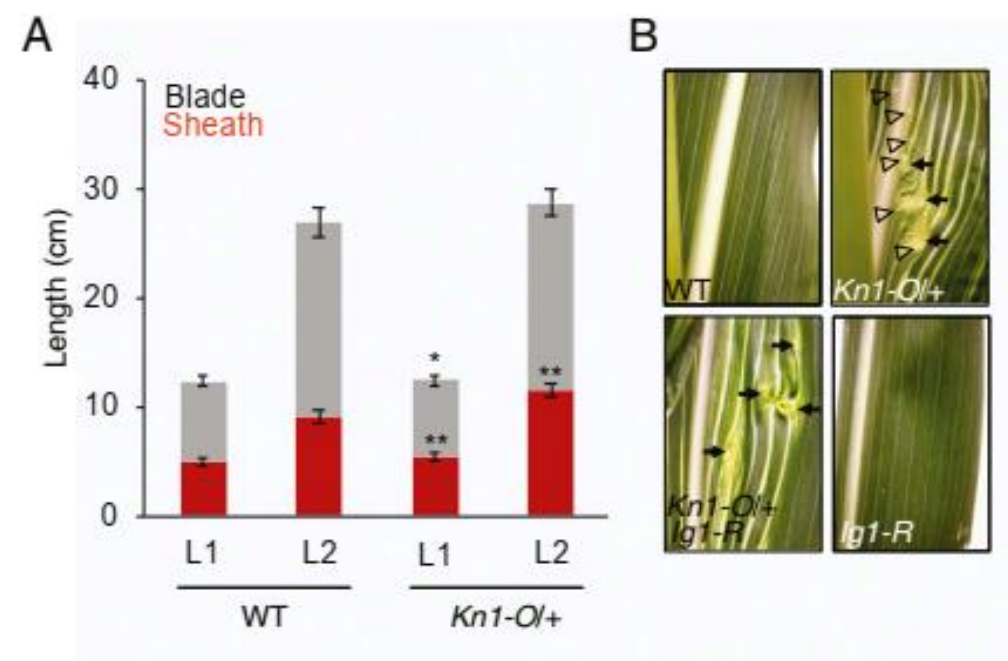 A
B
40
30
20
10
0
Length (cm)
Blade
Sheath
*
**
**
L1
L2
L1
L2
WT
Kn1-O/+
WT
Kn1-O/+
Kn1-O/+
lg1-R
lg1-R